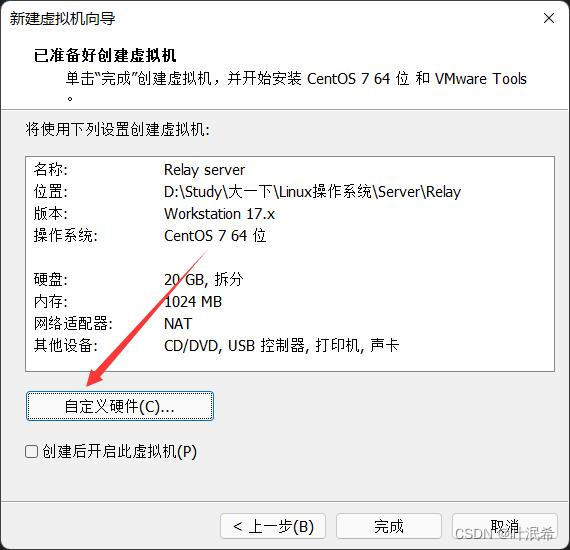 新建虚拟机向导
已准备好创建虚拟机
单击“完成”创建虚拟机，并开始安装 CentOS 7 64 位 和 VMware Tools
。
将使用下列设置创建虚拟机:
名称: Relay server
位置: D:\Study\大一下\Linux操作系统\Server\Relay
版本: Workstation 17.x
操作系统: CentOS 7 64 位
硬盘: 20 GB, 拆分
内存: 1024 MB
网络适配器: NAT
其他设备: CD/DVD, USB 控制器, 打印机, 声卡
自定义硬件(C)...
创建后开启此虚拟机(P)
< 上一步(B) 完成 取消
CSDN @叶泯希